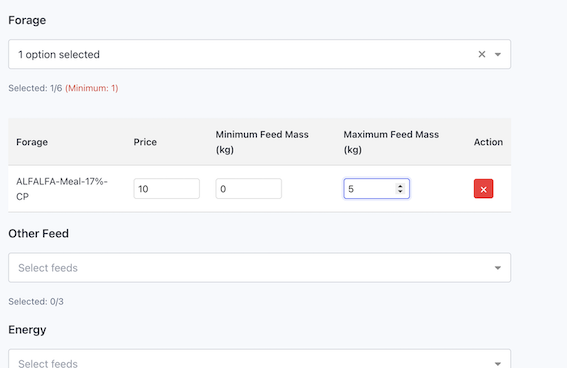 Forage
1 option selected
Selected: 1/6 (Minimum: 1)
Forage Price Minimum Feed Mass (kg) Maximum Feed Mass (kg) Action
ALFALFA-Meal-17%-CP 10 0 5
Other Feed
Select feeds
Selected: 0/3
Energy
Select feeds